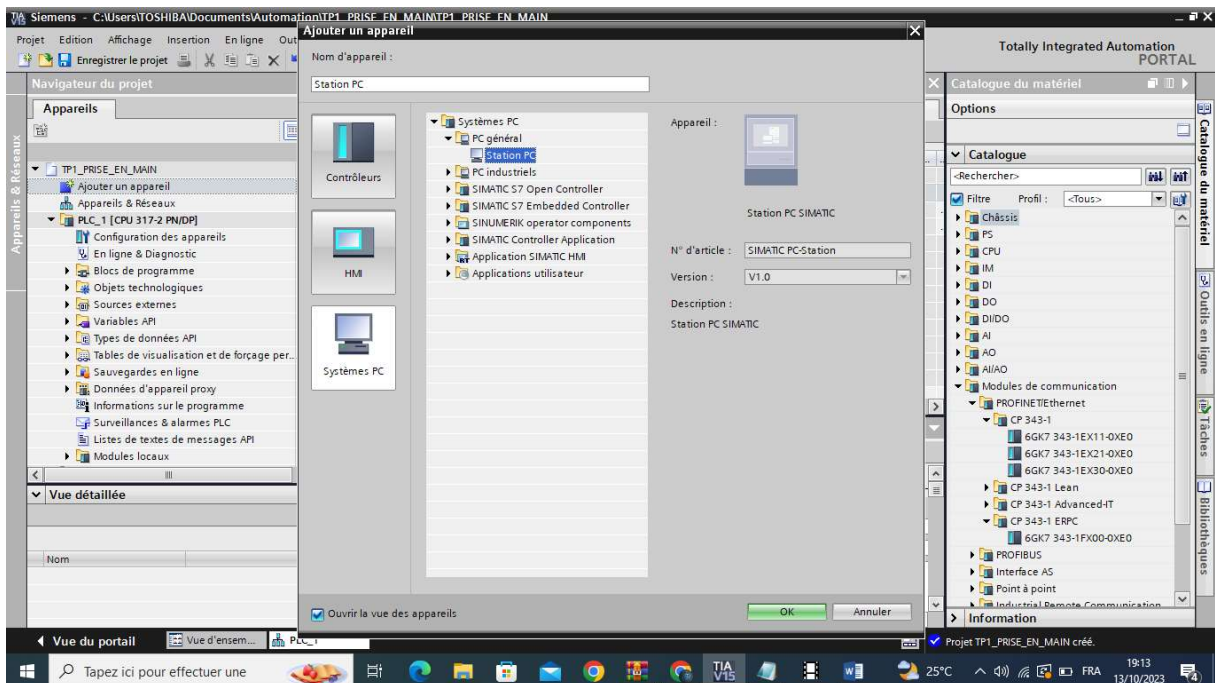 Siemens - C:\Users\TOSHIBA\Documents\Automation\TP1_PRISE_EN_MAIN\TP1_PRISE_EN_MAIN
Projet Edition Affichage Insertion En ligne Out
Enregistrer le projet
Totally Integrated Automation
PORTAL
Navigateur du projet
Appareils
Appareils & Réseaux
TP1_PRISE_EN_MAIN
Ajouter un appareil
Appareils & Réseaux
PLC_1 [CPU 317-2 PN/DP]
Configuration des appareils
En ligne & Diagnostic
Blocs de programme
Objets technologiques
Sources externes
Variables API
Types de données API
Tables de visualisation et de forçage per...
Sauvegardes en ligne
Données d'appareil proxy
Informations sur le programme
Surveillances & alarmes PLC
Listes de textes de messages API
Modules locaux
Vue détaillée
Nom
Ajouter un appareil
Nom d'appareil :
Station PC
Contrôleurs
HMI
Systèmes PC
Systèmes PC
PC général
Station PC
PC industriels
SIMATIC S7 Open Controller
SIMATIC S7 Embedded Controller
SINUMERIK operator components
SIMATIC Controller Application
Application SIMATIC HMI
Applications utilisateur
Appareil :
Station PC SIMATIC
N° d'article : SIMATIC PC-Station
Version : V1.0
Description :
Station PC SIMATIC
Ouvrir la vue des appareils
OK Annuler
Catalogue du matériel
Options
Catalogue
<Rechercher>
Filtre Profil : <Tous>
Châssis
PS
CPU
IM
DI
DO
DI/DO
AI
AO
AI/AO
Modules de communication
PROFINET/Ethernet
CP 343-1
6GK7 343-1EX11-0XE0
6GK7 343-1EX21-0XE0
6GK7 343-1EX30-0XE0
CP 343-1 Lean
CP 343-1 Advanced-IT
CP 343-1 ERPC
6GK7 343-1FX00-0XE0
PROFIBUS
Interface AS
Point à point
Industrial Remote Communication
Information
Catalogue du matériel
Outils en ligne
Tâches
Bibliothèques
Vue du portail Vue d'ensem... PLC_1
Projet TP1_PRISE_EN_MAIN créé.
Tapez ici pour effectuer une
TIA
V15
25°C FRA 19:13
13/10/2023